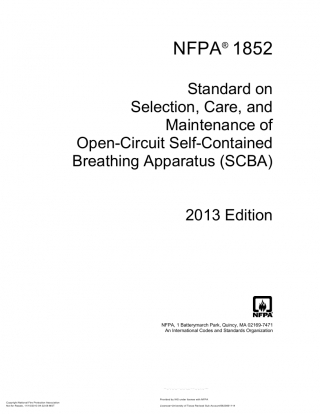 NFPA® 1852
Standard on
Selection, Care, and
Maintenance of
Open-Circuit Self-Contained
Breathing Apparatus (SCBA)
2013 Edition
NFPA
NFPA, 1 Batterymarch Park, Quincy, MA 02169-7471
An International Codes and Standards Organization